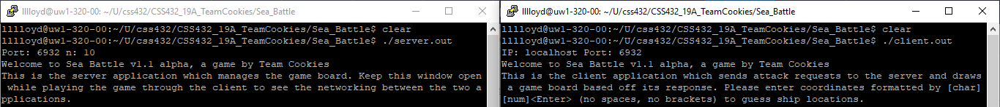 lllloyd@uw1-320-00: ~/U/css432/CSS432_19A_TeamCookies/Sea_Battle
lllloyd@uw1-320-00:~/U/css432/CSS432_19A_TeamCookies/Sea_Battle$ clear
lllloyd@uw1-320-00:~/U/css432/CSS432_19A_TeamCookies/Sea_Battle$ ./server.out
Port: 6932 n: 10
Welcome to Sea Battle v1.1 alpha, a game by Team Cookies
This is the server application which manages the game board. Keep this window open
 while playing the game through the client to see the networking between the two a
pplications.
lllloyd@uw1-320-00: ~/U/css432/CSS432_19A_TeamCookies/Sea_Battle
lllloyd@uw1-320-00:~/U/css432/CSS432_19A_TeamCookies/Sea_Battle$ clear
lllloyd@uw1-320-00:~/U/css432/CSS432_19A_TeamCookies/Sea_Battle$ ./client.out
IP: localhost Port: 6932
Welcome to Sea Battle v1.1 alpha, a game by Team Cookies
This is the client application which sends attack requests to the server and draws
 a game board based off its response. Please enter coordinates formatted by [char]
[num]<Enter> (no spaces, no brackets) to guess ship locations.